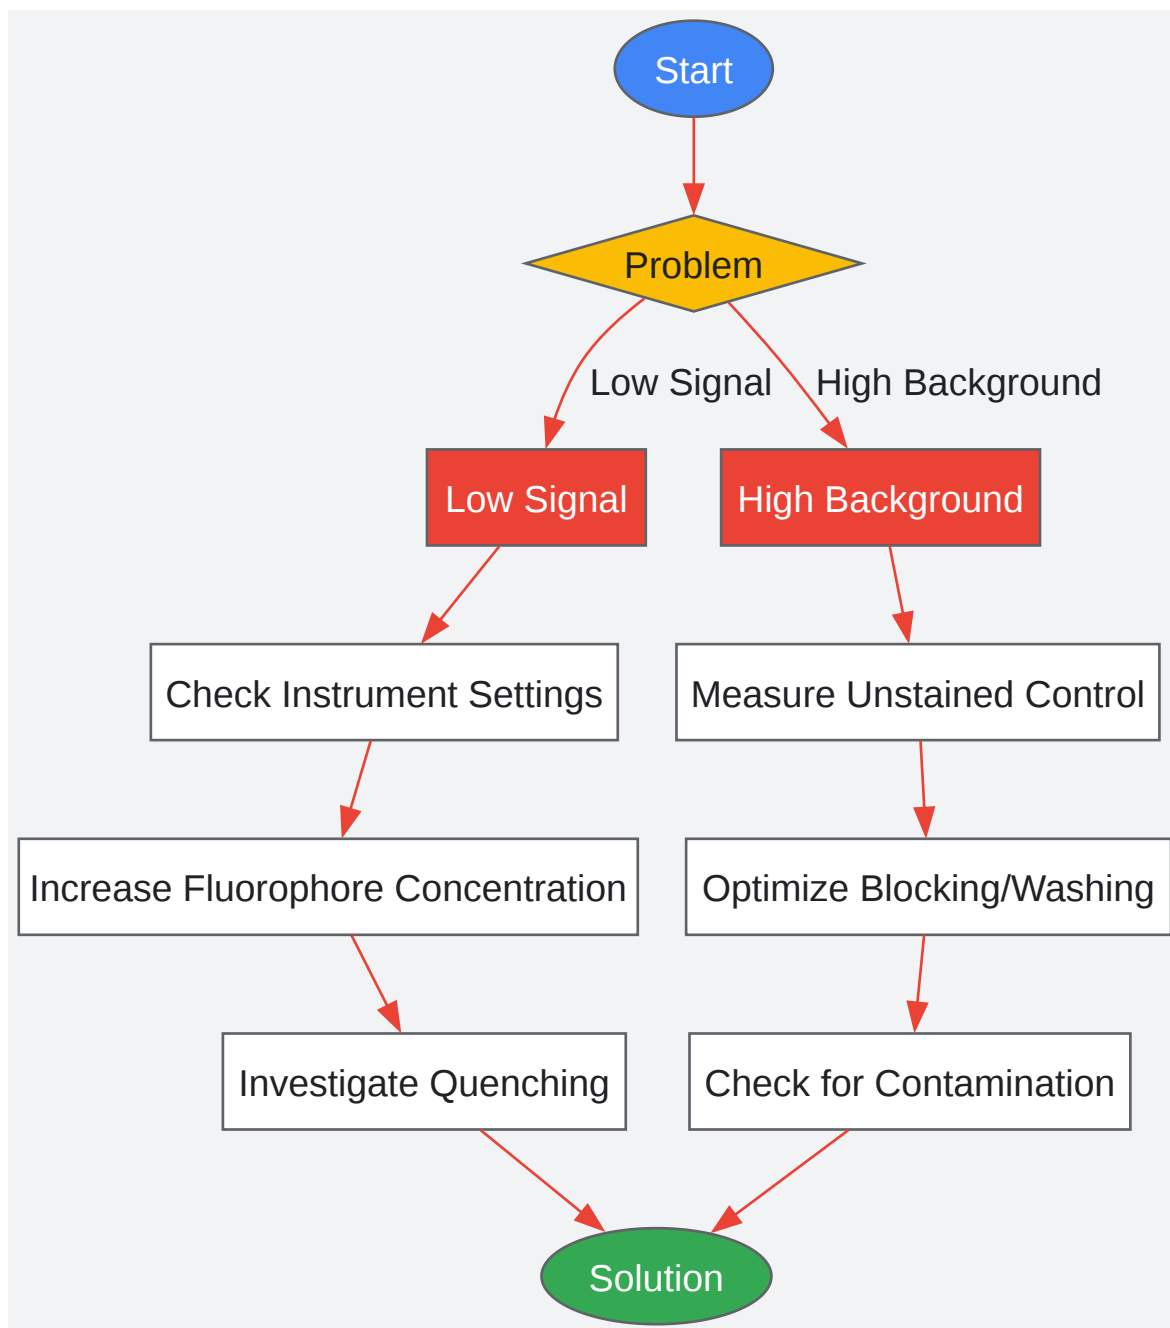 Start
Problem
Low Signal
High Background
Low Signal
High Background
Check Instrument Settings
Measure Unstained Control
Increase Fluorophore Concentration
Optimize Blocking/Washing
Investigate Quenching
Check for Contamination
Solution